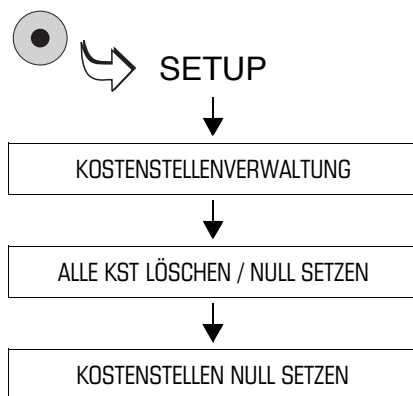 SETUP
KOSTENSTELLENVERWALTUNG
ALLE KST LÖSCHEN / NULL SETZEN
KOSTENSTELLEN NULL SETZEN